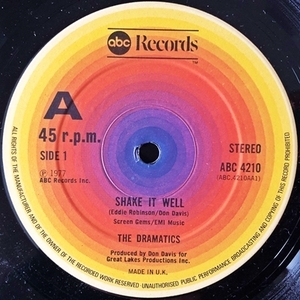 abc Records
TM
A
45 r.p.m.
STEREO
SIDE 1
ABC 4210
(ABC.4210A1)
℗ 1977
ABC Records Inc.
SHAKE IT WELL
(Eddie Robinson/Don Davis)
Screen Gems/EMI Music
THE DRAMATICS
Produced by Don Davis for
Great Lakes Productions Inc.
MADE IN U.K.
ALL RIGHTS OF THE MANUFACTURER AND OF THE OWNER OF THE RECORDED WORK RESERVED-UNAUTHORISED PUBLIC PERFORMANCE BROADCASTING AND COPYING OF THIS RECORD PROHIBITED.